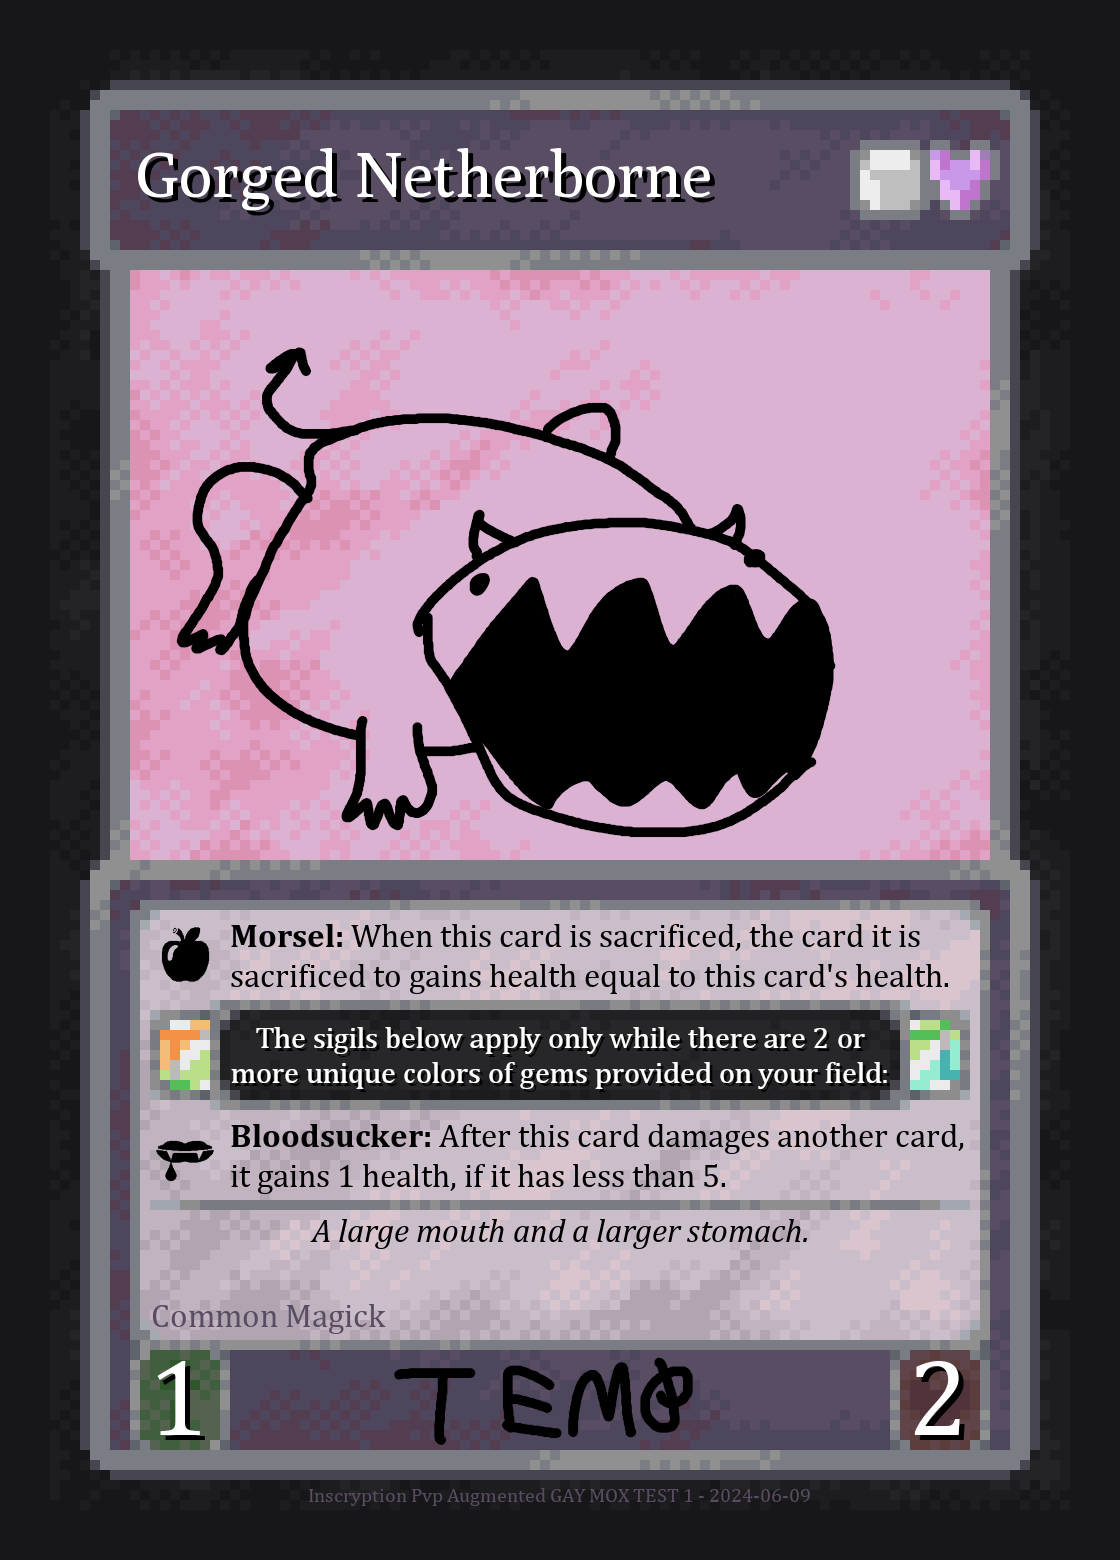 Gorged Netherborne
Morsel: When this card is sacrificed, the card it is
sacrificed to gains health equal to this card's health.
The sigils below apply only while there are 2 or
more unique colors of gems provided on your field:
Bloodsucker: After this card damages another card,
it gains 1 health, if it has less than 5.
A large mouth and a larger stomach.
Common Magick
1 TEMP 2
Inscryption Pvp Augmented GAY MOX TEST 1 - 2024-06-09